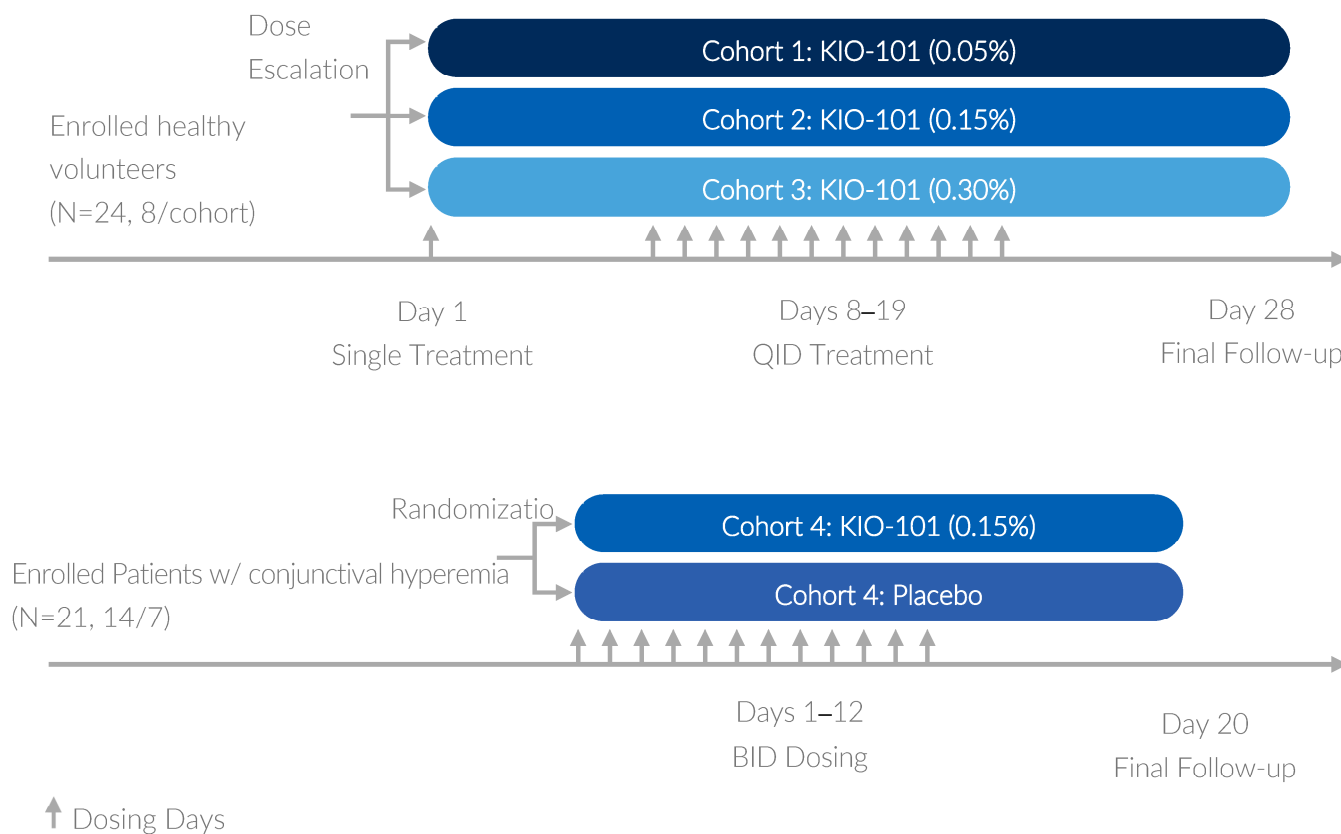 Dose
Escalation
Cohort 1: KIO-101 (0.05%)
Cohort 2: KIO-101 (0.15%)
Cohort 3: KIO-101 (0.30%)
Enrolled healthy
volunteers
(N=24, 8/cohort)
Day 1
Single Treatment
Days 8–19
QID Treatment
Day 28
Final Follow-up
Randomizatio
Cohort 4: KIO-101 (0.15%)
Cohort 4: Placebo
Enrolled Patients w/ conjunctival hyperemia
(N=21, 14/7)
Days 1–12
BID Dosing
Day 20
Final Follow-up
Dosing Days